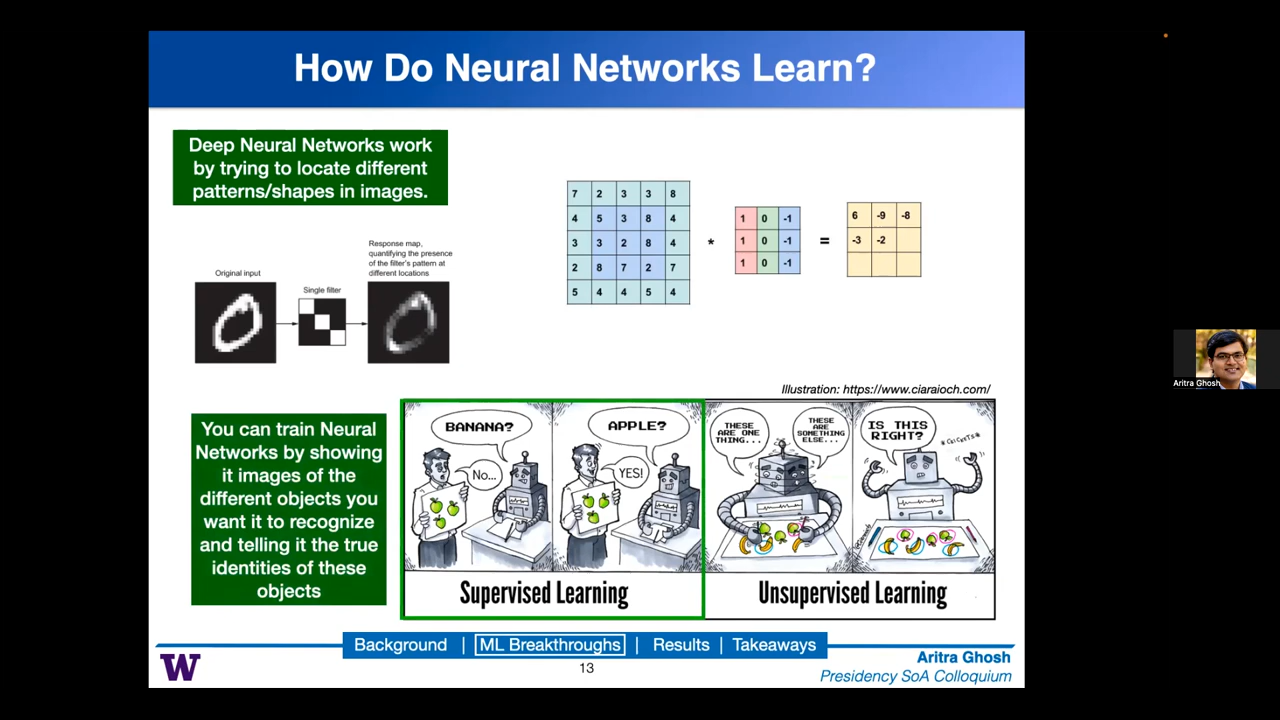 How Do Neural Networks Learn?
Deep Neural Networks work
by trying to locate different
patterns/shapes in images.
Original input
Single filter
Response map,
quantifying the presence
of the filter's pattern at
different locations
7 2 3 3 8
4 5 3 8 4
3 3 2 8 4
2 8 7 2 7
5 4 4 5 4
*
1 0 -1
1 0 -1
1 0 -1
=
6 -9 -8
-3 -2
Illustration: https://www.ciaraioch.com/
You can train Neural
Networks by showing
it images of the
different objects you
want it to recognize
and telling it the true
identities of these
objects
BANANA?
No...
APPLE?
YES!
Supervised Learning
THESE
ARE ONE
THING...
THESE
ARE
SOMETHING
ELSE...
IS THIS
RIGHT?
Unsupervised Learning
Background | ML Breakthroughs | Results | Takeaways
13
W
Aritra Ghosh
Presidency SoA Colloquium
Aritra Ghosh